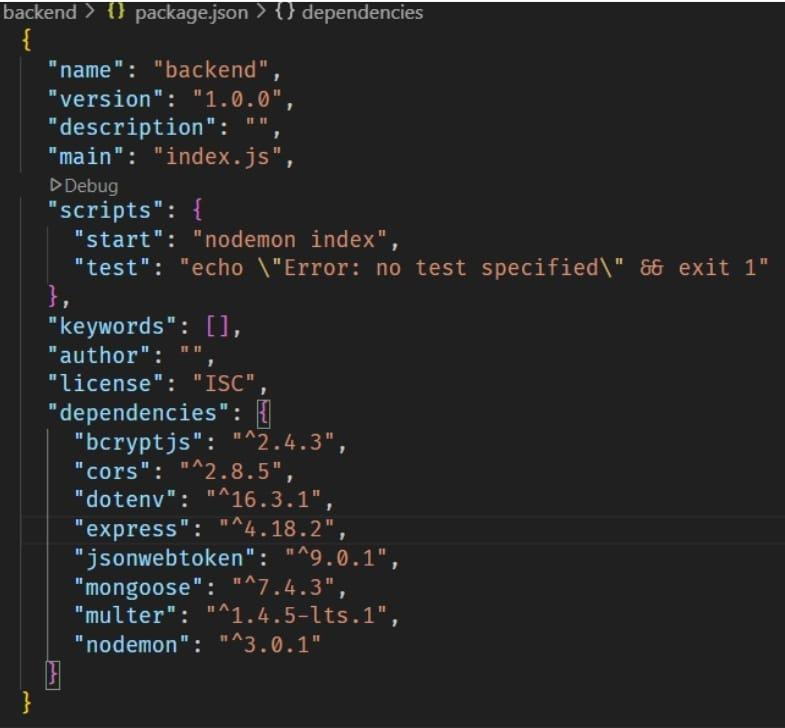 backend > {} package.json > {} dependencies
{
"name": "backend",
"version": "1.0.0",
"description": "",
"main": "index.js",
Debug
"scripts": {
"start": "nodemon index",
"test": "echo \"Error: no test specified\" && exit 1"
},
"keywords": [],
"author": "",
"license": "ISC",
"dependencies": {
"bcryptjs": "^2.4.3",
"cors": "^2.8.5",
"dotenv": "^16.3.1",
"express": "^4.18.2",
"jsonwebtoken": "^9.0.1",
"mongoose": "^7.4.3",
"multer": "^1.4.5-lts.1",
"nodemon": "^3.0.1"
}
}